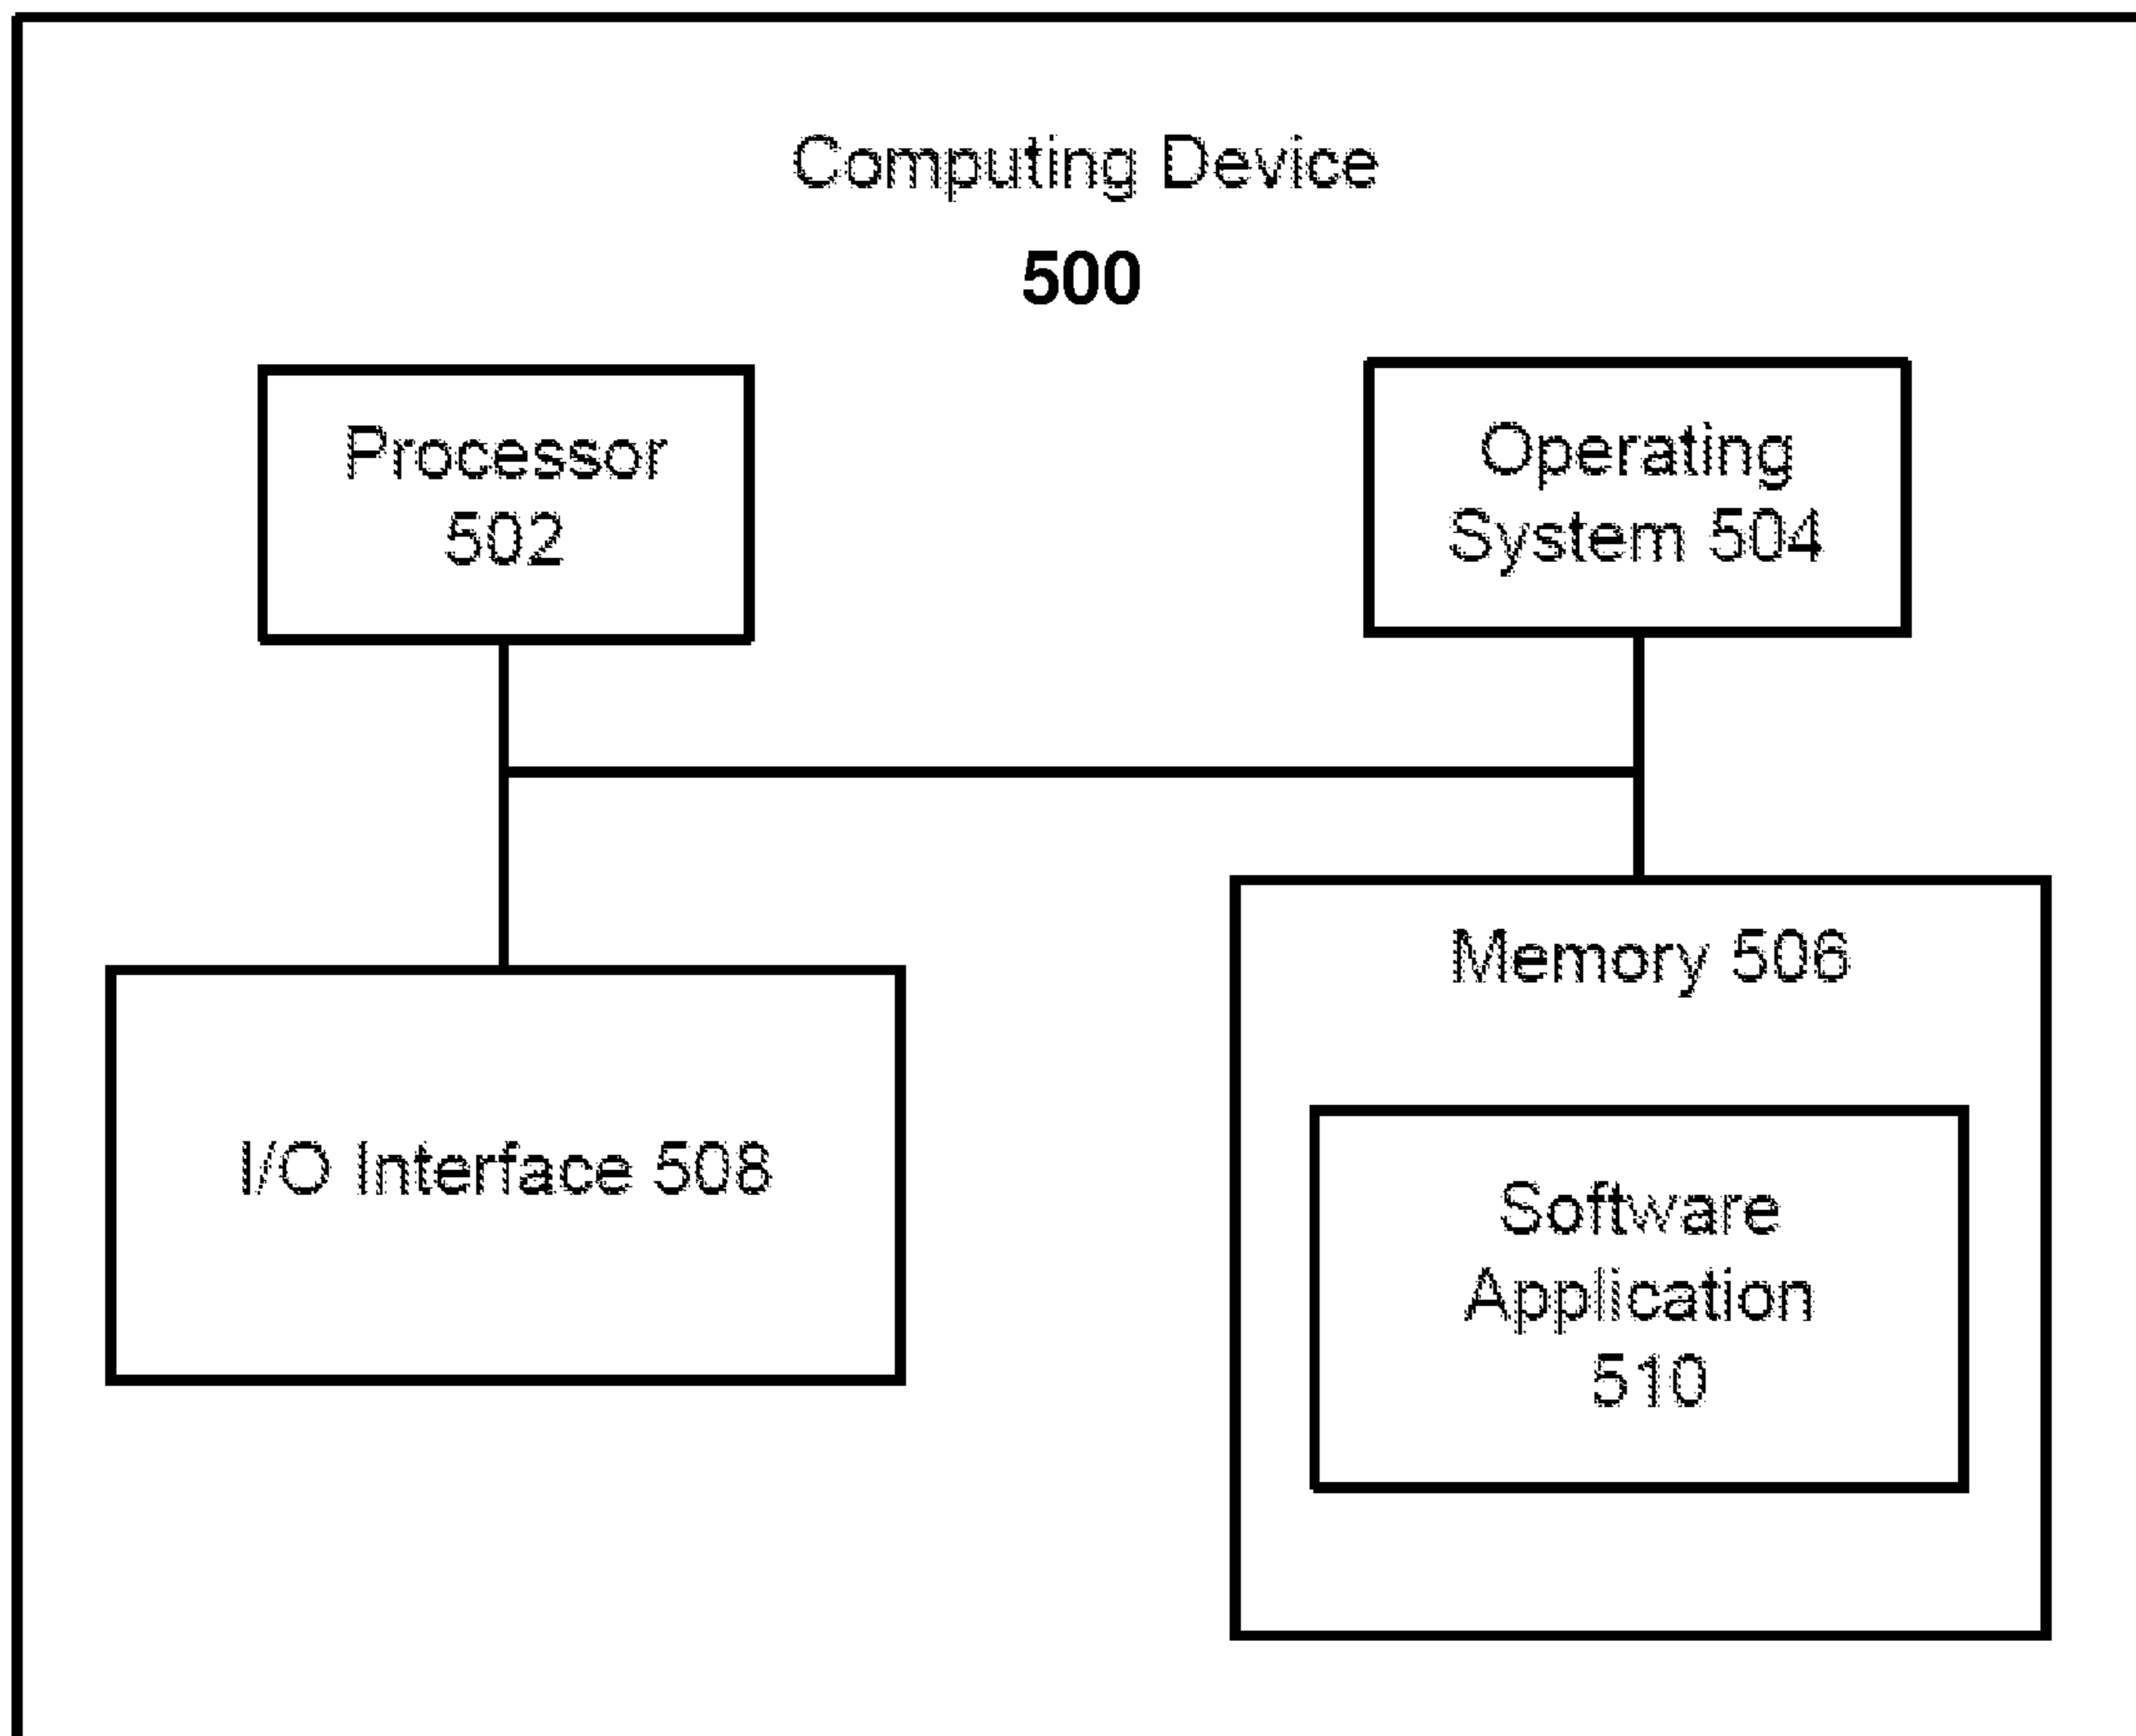 Computing Device
500
Processor
502
Operating
System 504
I/O Interface 508
Memory 506
Software
Application
510